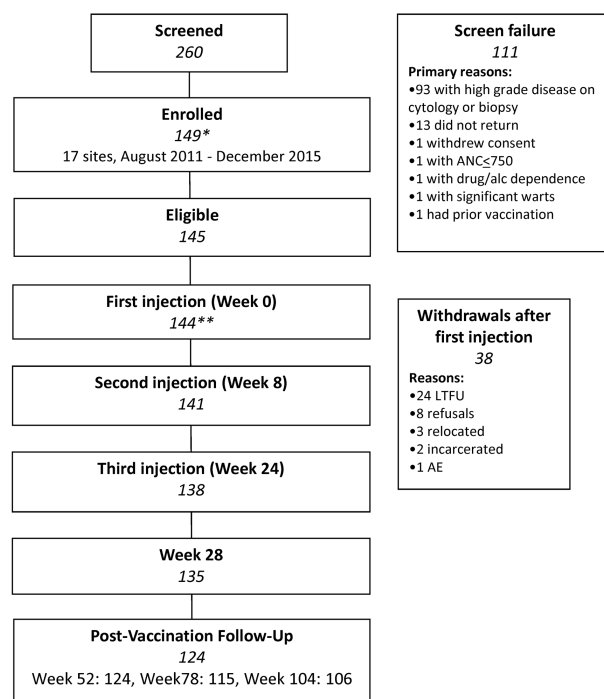 Screened
260
Enrolled
149*
17 sites, August 2011 - December 2015
Eligible
145
First injection (Week 0)
144**
Second injection (Week 8)
141
Third injection (Week 24)
138
Week 28
135
Post-Vaccination Follow-Up
124
Week 52: 124, Week78: 115, Week 104: 106
Screen failure
111
Primary reasons:
•93 with high grade disease on
cytology or biopsy
•13 did not return
•1 withdrew consent
•1 with ANC≤750
•1 with drug/alc dependence
•1 with significant warts
•1 had prior vaccination
Withdrawals after
first injection
38
Reasons:
•24 LTFU
•8 refusals
•3 relocated
•2 incarcerated
•1 AE